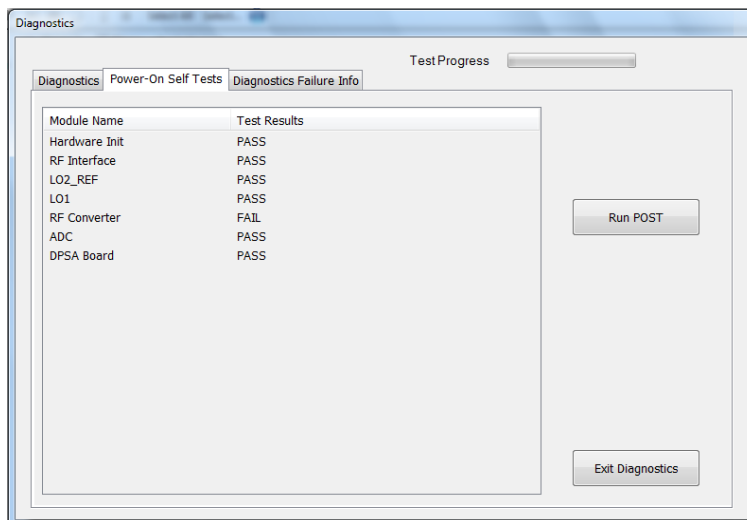 Diagnostics
Test Progress
Diagnostics Power-On Self Tests Diagnostics Failure Info
Module Name Test Results
Hardware Init PASS
RF Interface PASS
LO2_REF PASS
LO1 PASS
RF Converter FAIL
ADC PASS
DPSA Board PASS
Run POST
Exit Diagnostics